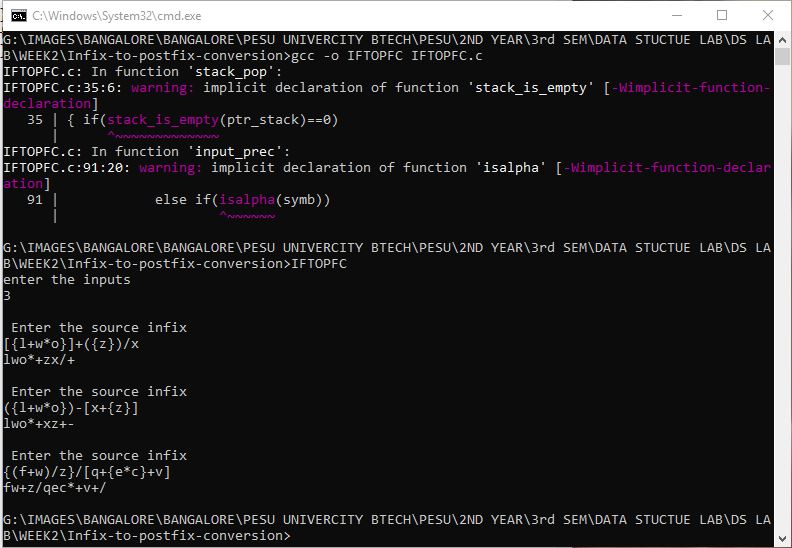 C:\Windows\System32\cmd.exe
G:\IMAGES\BANGALORE\BANGALORE\PESU UNIVERCITY BTECH\PESU\2ND YEAR\3rd SEM\DATA STUCTUE LAB\DS LA
B\WEEK2\Infix-to-postfix-conversion>gcc -o IFTOPFC IFTOPFC.c
IFTOPFC.c: In function 'stack_pop':
IFTOPFC.c:35:6: warning: implicit declaration of function 'stack_is_empty' [-Wimplicit-function-
declaration]
   35 | { if(stack_is_empty(ptr_stack)==0)
      |      ^~~~~~~~~~~~~~
IFTOPFC.c: In function 'input_prec':
IFTOPFC.c:91:20: warning: implicit declaration of function 'isalpha' [-Wimplicit-function-declar
ation]
   91 |            else if(isalpha(symb))
      |                    ^~~~~~~
G:\IMAGES\BANGALORE\BANGALORE\PESU UNIVERCITY BTECH\PESU\2ND YEAR\3rd SEM\DATA STUCTUE LAB\DS LA
B\WEEK2\Infix-to-postfix-conversion>IFTOPFC
enter the inputs
3
 Enter the source infix
[{l+w*o}]+({z})/x
lwo*+zx/+
 Enter the source infix
({l+w*o})-[x+{z}]
lwo*+xz+-
 Enter the source infix
{(f+w)/z}/[q+{e*c}+v]
fw+z/qec*+v+/
G:\IMAGES\BANGALORE\BANGALORE\PESU UNIVERCITY BTECH\PESU\2ND YEAR\3rd SEM\DATA STUCTUE LAB\DS LA
B\WEEK2\Infix-to-postfix-conversion>